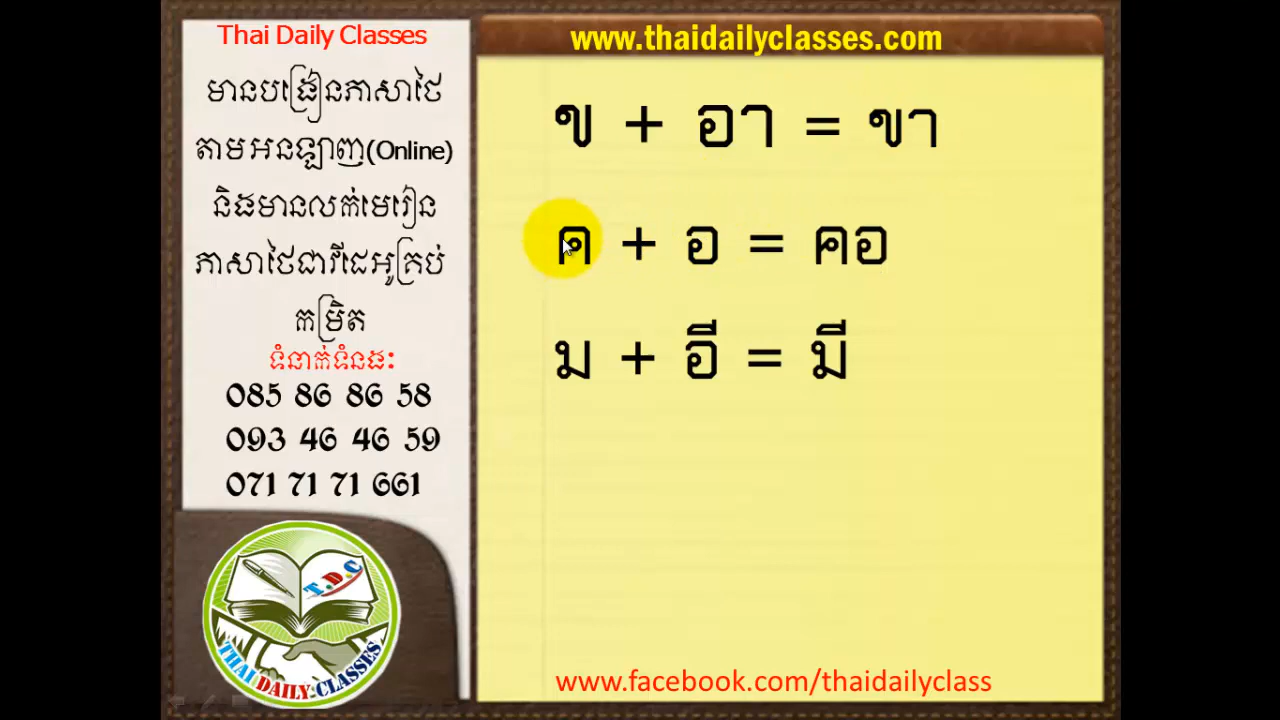 Thai Daily Classes
មានបង្រៀនភាសាថៃ
តាមអនឡាញ(Online)
និងមានលក់មេរៀន
ភាសាថៃជាវីដេអូគ្រប់
កម្រិត
ទំនាក់ទំនង៖
085 86 86 58
093 46 46 59
071 71 71 661
T.D.C
THAI DAILY CLASSES
www.thaidailyclasses.com
ข + อา = ขา
ค + อ = คอ
ม + อี = มี
www.facebook.com/thaidailyclass